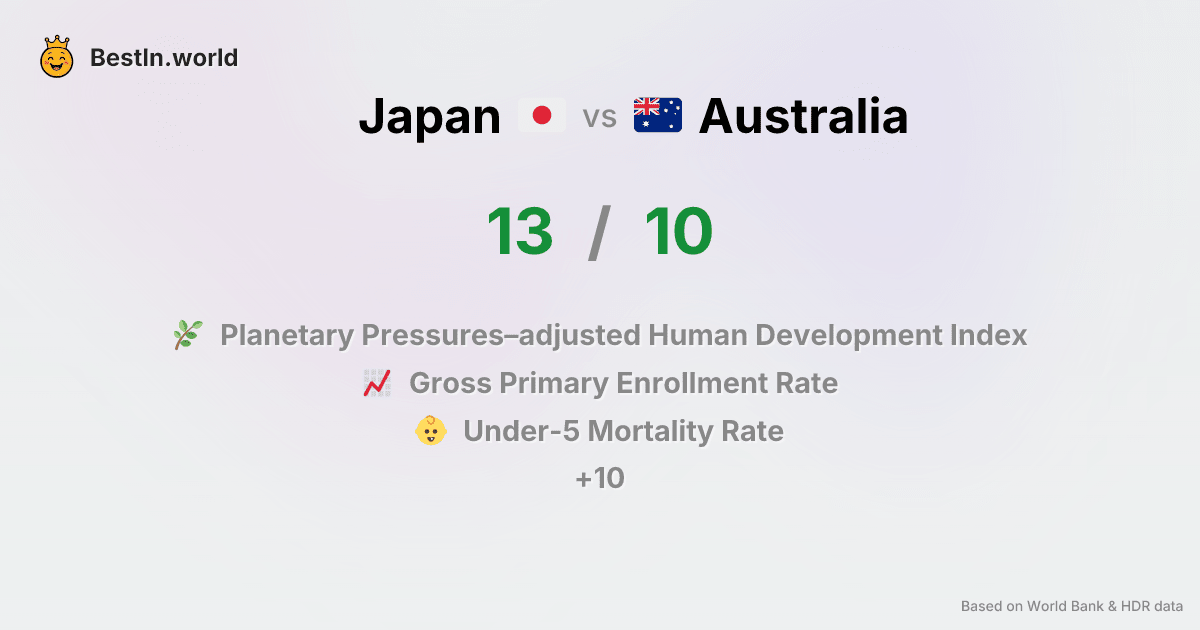 BestIn.world
Japan vs Australia
13 / 10
Planetary Pressures–adjusted Human Development Index
Gross Primary Enrollment Rate
Under-5 Mortality Rate
+10
Based on World Bank & HDR data